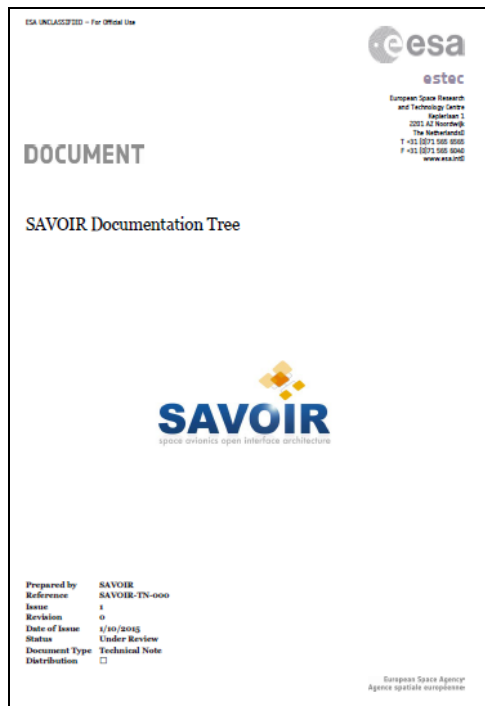 ESA UNCLASSIFIED – For Official Use
esa
estec
European Space Research
and Technology Centre
Keplerlaan 1
2201 AZ Noordwijk
The Netherlands
T +31 (0)71 565 6565
F +31 (0)71 565 6040
www.esa.int
DOCUMENT
SAVOIR Documentation Tree
SAVOIR
space avionics open interface architecture
Prepared by SAVOIR
Reference SAVOIR-TN-000
Issue 1
Revision 0
Date of Issue 1/10/2015
Status Under Review
Document Type Technical Note
Distribution ☐
European Space Agency
Agence spatiale européenne